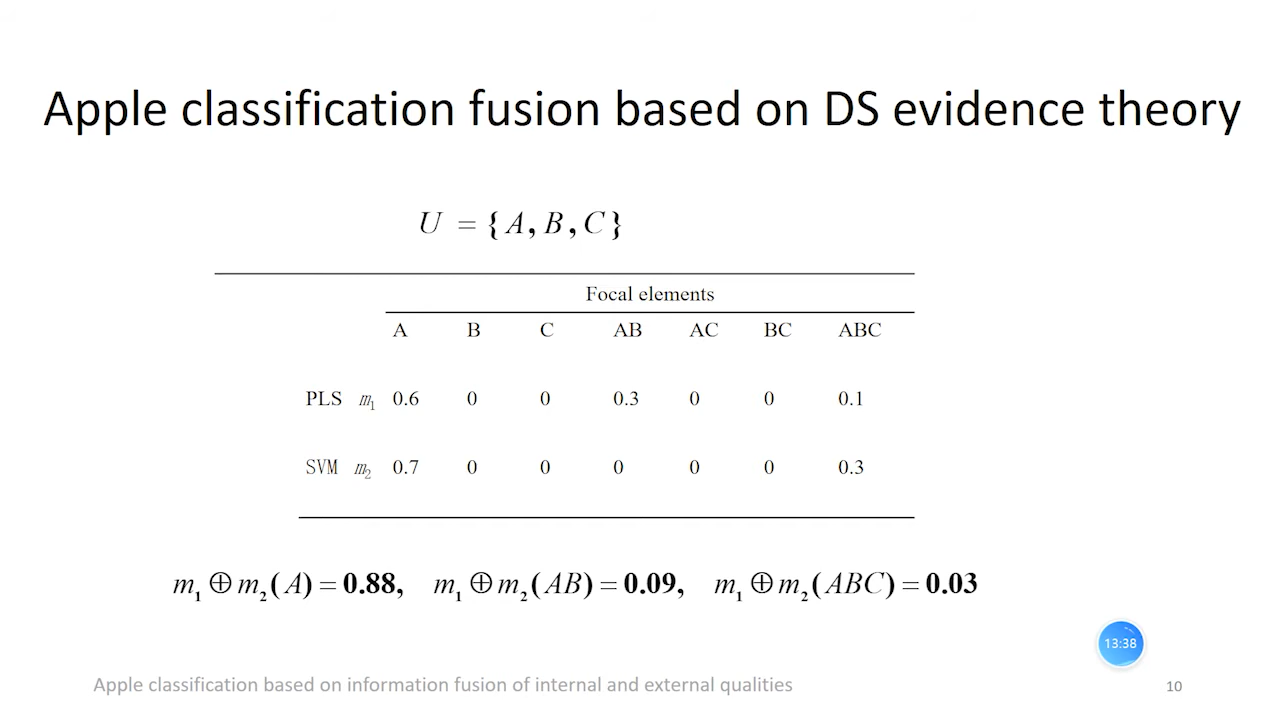 Apple classification fusion based on DS evidence theory
U = {A, B, C}
Focal elements
A B C AB AC BC ABC
PLS m₁ 0.6 0 0 0.3 0 0 0.1
SVM m₂ 0.7 0 0 0 0 0 0.3
m₁ ⊕ m₂(A) = 0.88, m₁ ⊕ m₂(AB) = 0.09, m₁ ⊕ m₂(ABC) = 0.03
13:38
Apple classification based on information fusion of internal and external qualities
10